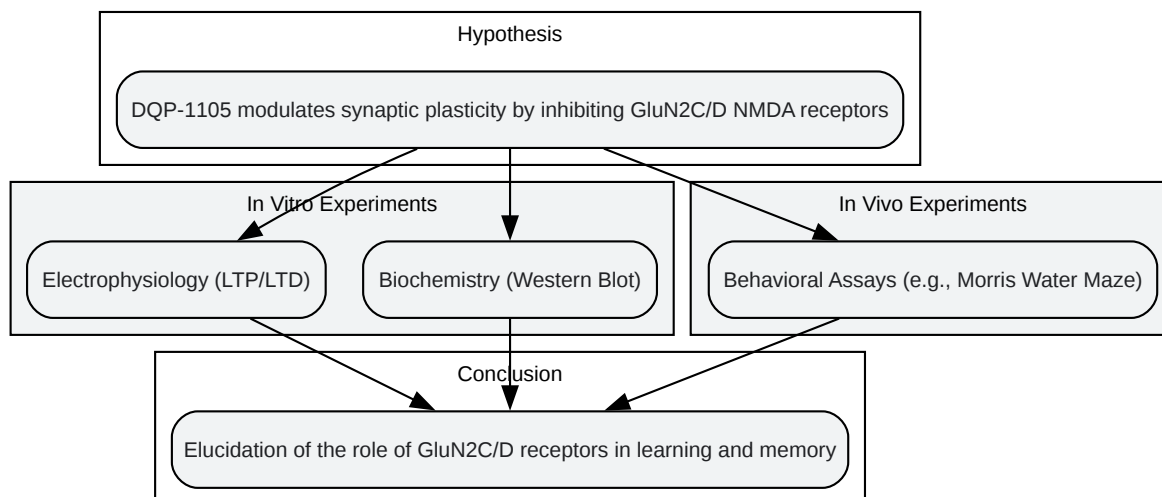 Hypothesis
DQP-1105 modulates synaptic plasticity by inhibiting GluN2C/D NMDA receptors
In Vitro Experiments
In Vivo Experiments
Electrophysiology (LTP/LTD)
Biochemistry (Western Blot)
Behavioral Assays (e.g., Morris Water Maze)
Conclusion
Elucidation of the role of GluN2C/D receptors in learning and memory